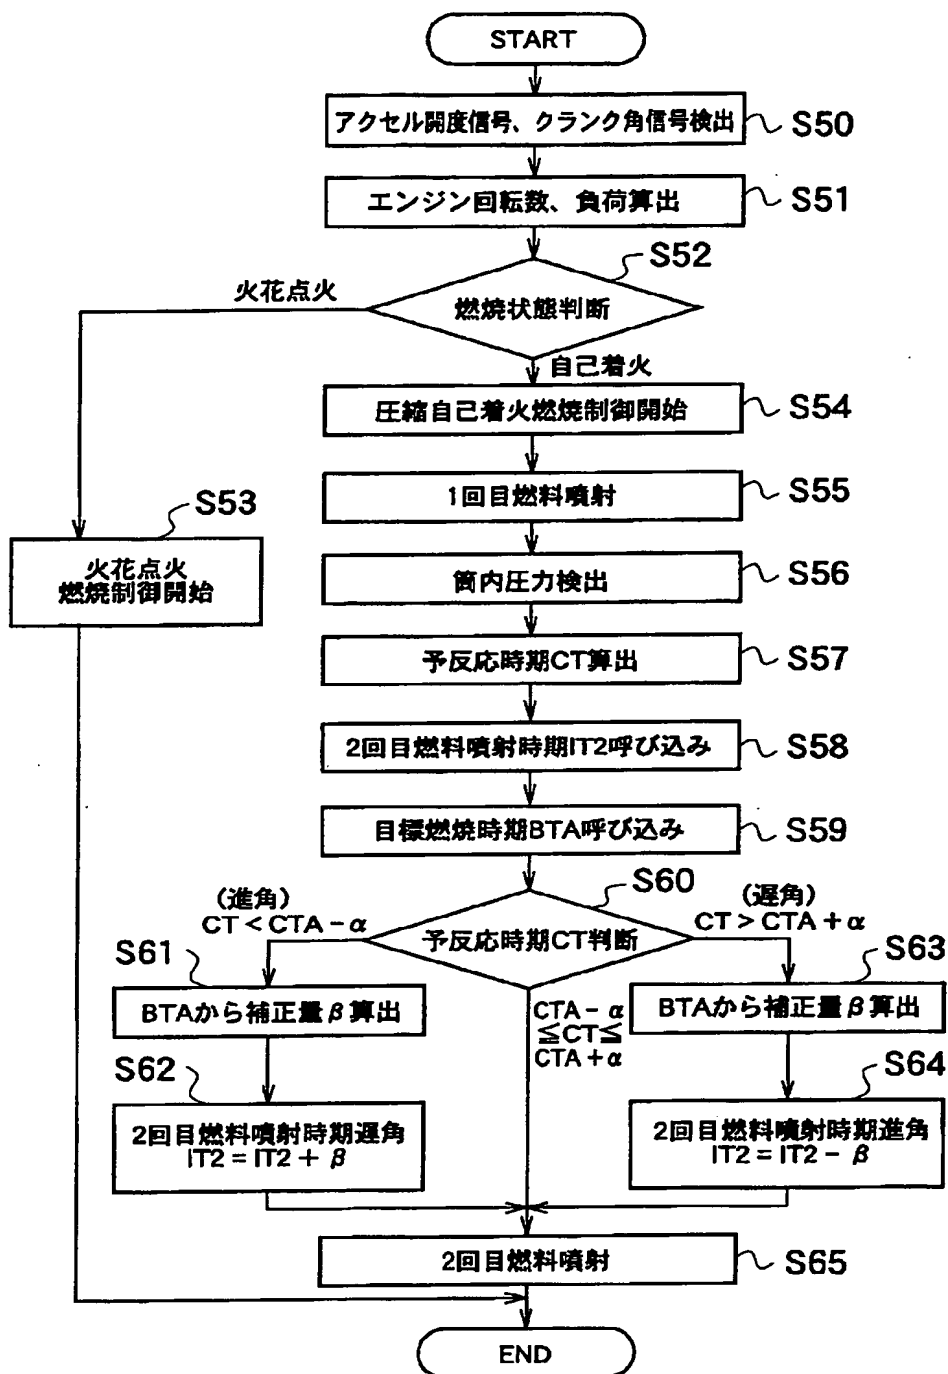 START
アクセル開度信号、クランク角信号検出
S50
エンジン回転数、負荷算出
S51
S52
火花点火
燃焼状態判断
自己着火
圧縮自己着火燃焼制御開始
S54
1回目燃料噴射
S55
S53
火花点火
燃焼制御開始
筒内圧力検出
S56
予反応時期CT算出
S57
2回目燃料噴射時期IT2呼び込み
S58
目標燃焼時期BTA呼び込み
S59
S60
(進角)
CT<CTA-α
(遅角)
CT>CTA+α
予反応時期CT判断
S61
BTAから補正量β算出
CTA-α
≦CT≦
CTA+α
S63
BTAから補正量β算出
S62
2回目燃料噴射時期遅角
IT2=IT2+β
S64
2回目燃料噴射時期進角
IT2=IT2-β
2回目燃料噴射
S65
END